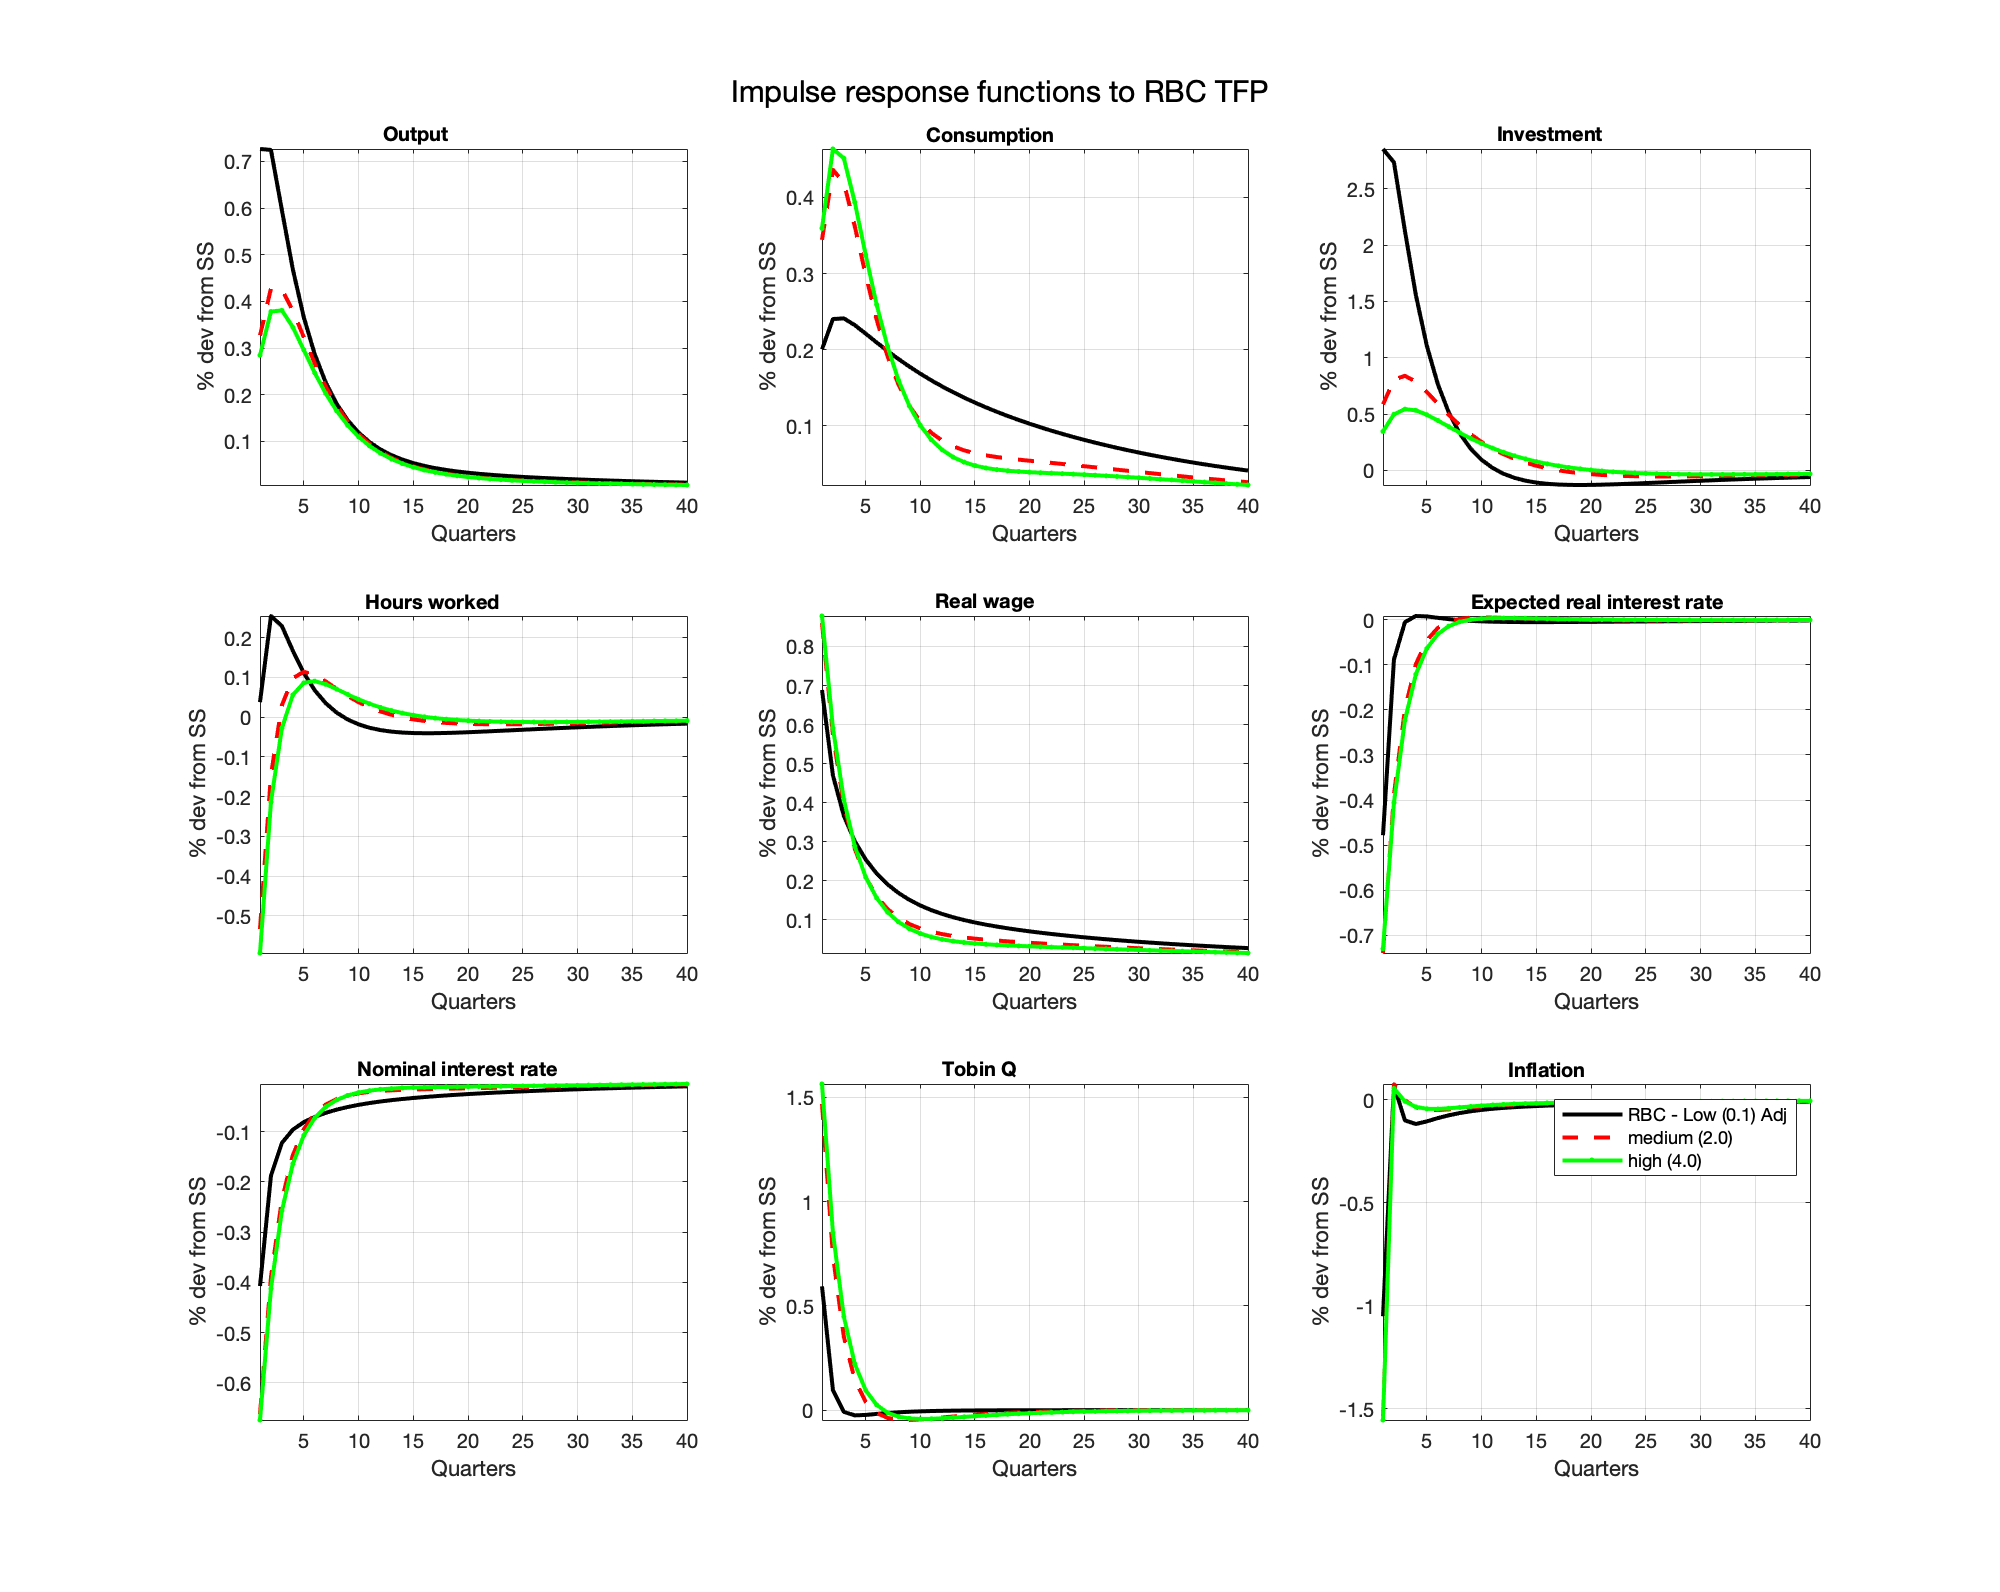 Impulse response functions to RBC TFP
Output
% dev from SS
0.7
0.6
0.5
0.4
0.3
0.2
0.1
5 10 15 20 25 30 35 40
Quarters
Consumption
% dev from SS
0.4
0.3
0.2
0.1
5 10 15 20 25 30 35 40
Quarters
Investment
% dev from SS
2.5
2
1.5
1
0.5
0
5 10 15 20 25 30 35 40
Quarters
Hours worked
% dev from SS
0.2
0.1
0
-0.1
-0.2
-0.3
-0.4
-0.5
5 10 15 20 25 30 35 40
Quarters
Real wage
% dev from SS
0.8
0.7
0.6
0.5
0.4
0.3
0.2
0.1
5 10 15 20 25 30 35 40
Quarters
Expected real interest rate
% dev from SS
0
-0.1
-0.2
-0.3
-0.4
-0.5
-0.6
-0.7
5 10 15 20 25 30 35 40
Quarters
Nominal interest rate
% dev from SS
-0.1
-0.2
-0.3
-0.4
-0.5
-0.6
5 10 15 20 25 30 35 40
Quarters
Tobin Q
% dev from SS
1.5
1
0.5
0
5 10 15 20 25 30 35 40
Quarters
Inflation
% dev from SS
0
-0.5
-1
-1.5
5 10 15 20 25 30 35 40
Quarters
RBC - Low (0.1) Adj
medium (2.0)
high (4.0)